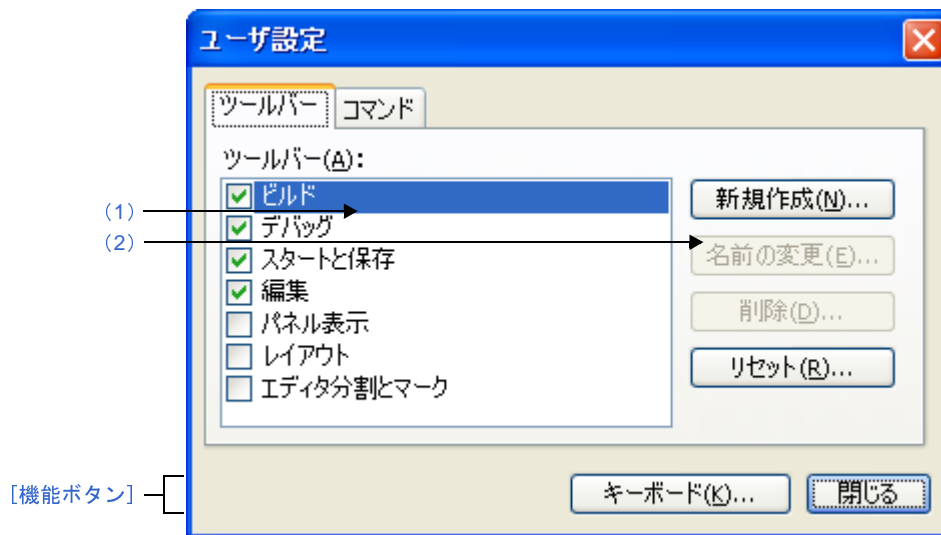 ユーザ設定
ツールバー コマンド
ツールバー(A):
ビルド
デバッグ
スタートと保存
編集
パネル表示
レイアウト
エディタ分割とマーク
新規作成(N)...
名前の変更(E)...
削除(D)...
リセット(R)...
(1)
(2)
[機能ボタン]
キーボード(K)... 閉じる